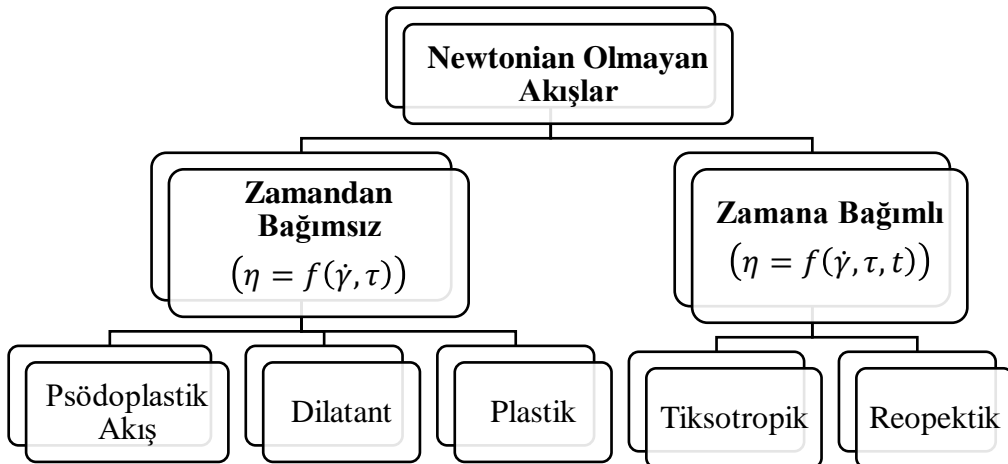 Newtonian Olmayan
Akışlar
Zamandan
Bağımsız
(η = f(γ̇, τ))
Zamana Bağımlı
(η = f(γ̇, τ, t))
Psödoplastik
Akış
Dilatant
Plastik
Tiksotropik
Reopektik